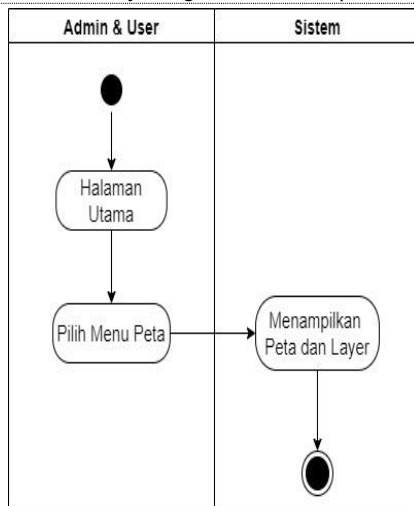 Admin & User
Sistem
Halaman
Utama
Pilih Menu Peta
Menampilkan
Peta dan Layer